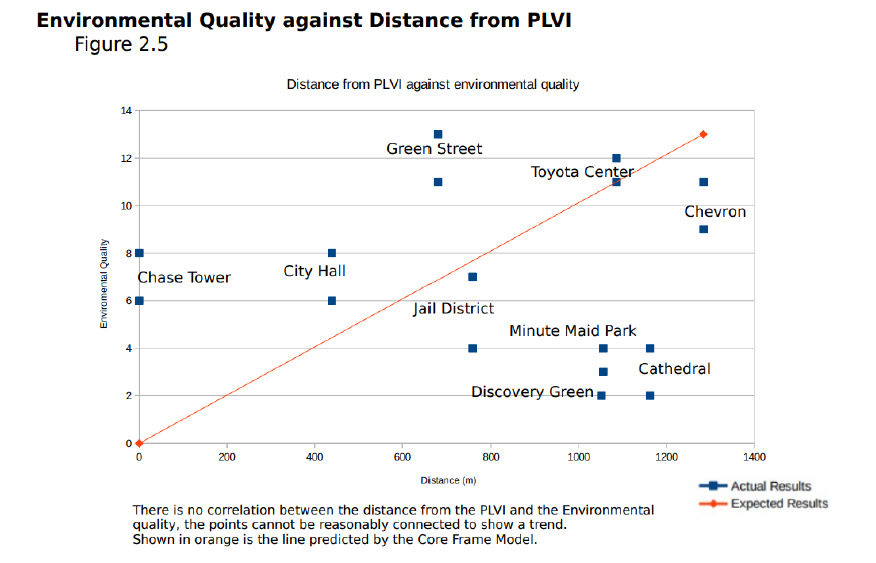 Environmental Quality against Distance from PLVI
Figure 2.5
Distance from PLVI against environmental quality
14
12
10
8
6
4
2
0
Enviromental Quality
Green Street
Toyota Center
Chevron
Chase Tower
City Hall
Jail District
Minute Maid Park
Cathedral
Discovery Green
0 200 400 600 800 1000 1200 1400
Distance (m)
Actual Results
Expected Results
There is no correlation between the distance from the PLVI and the Environmental
quality, the points cannot be reasonably connected to show a trend.
Shown in orange is the line predicted by the Core Frame Model.